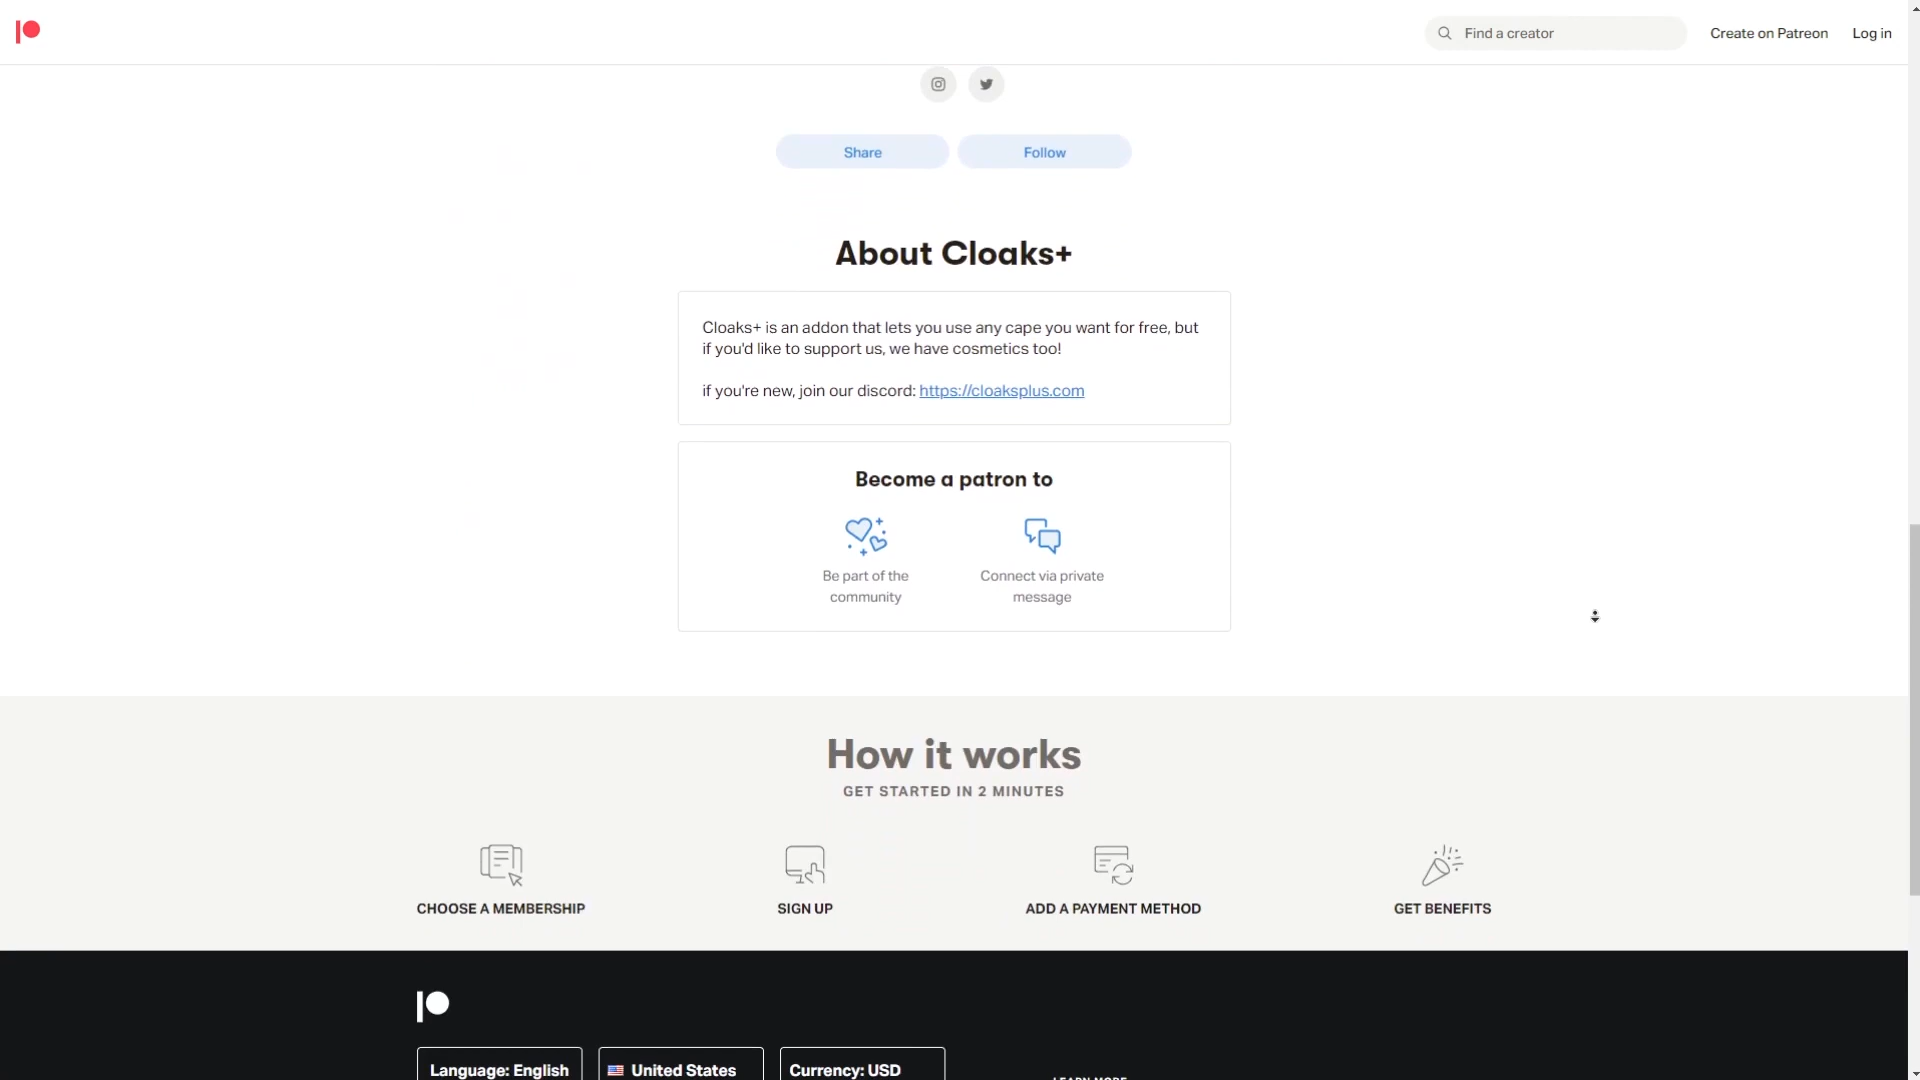 Find a creator
Create on Patreon
Log in
Share
Follow
About Cloaks+
Cloaks+ is an addon that lets you use any cape you want for free, but
if you'd like to support us, we have cosmetics too!
if you're new, join our discord: https://cloaksplus.com
Become a patron to
Be part of the
community
Connect via private
message
How it works
GET STARTED IN 2 MINUTES
CHOOSE A MEMBERSHIP
SIGN UP
ADD A PAYMENT METHOD
GET BENEFITS
Language: English
United States
Currency: USD
LEARN MORE